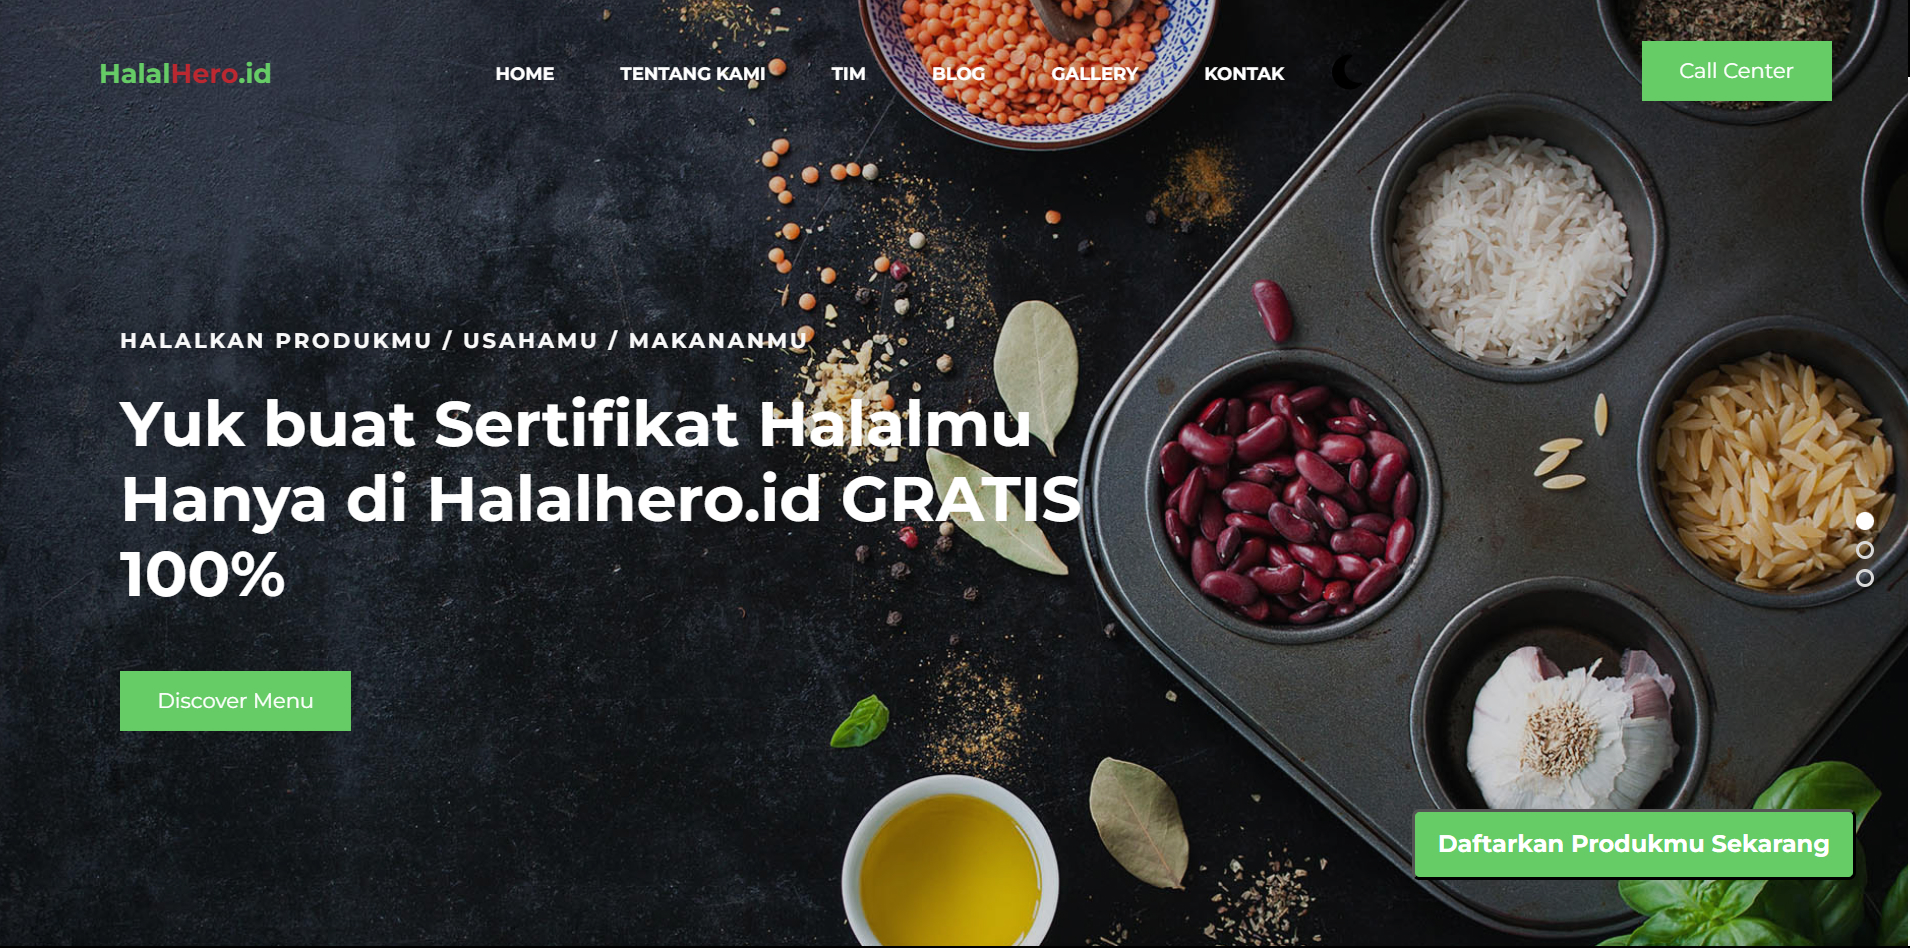 HalalHero.id
HOME TENTANG KAMI TIM BLOG GALLERY KONTAK
Call Center
HALALKAN PRODUKMU / USAHAMU / MAKANANMU
Yuk buat Sertifikat Halalmu
Hanya di Halalhero.id GRATIS
100%
Discover Menu
Daftarkan Produkmu Sekarang